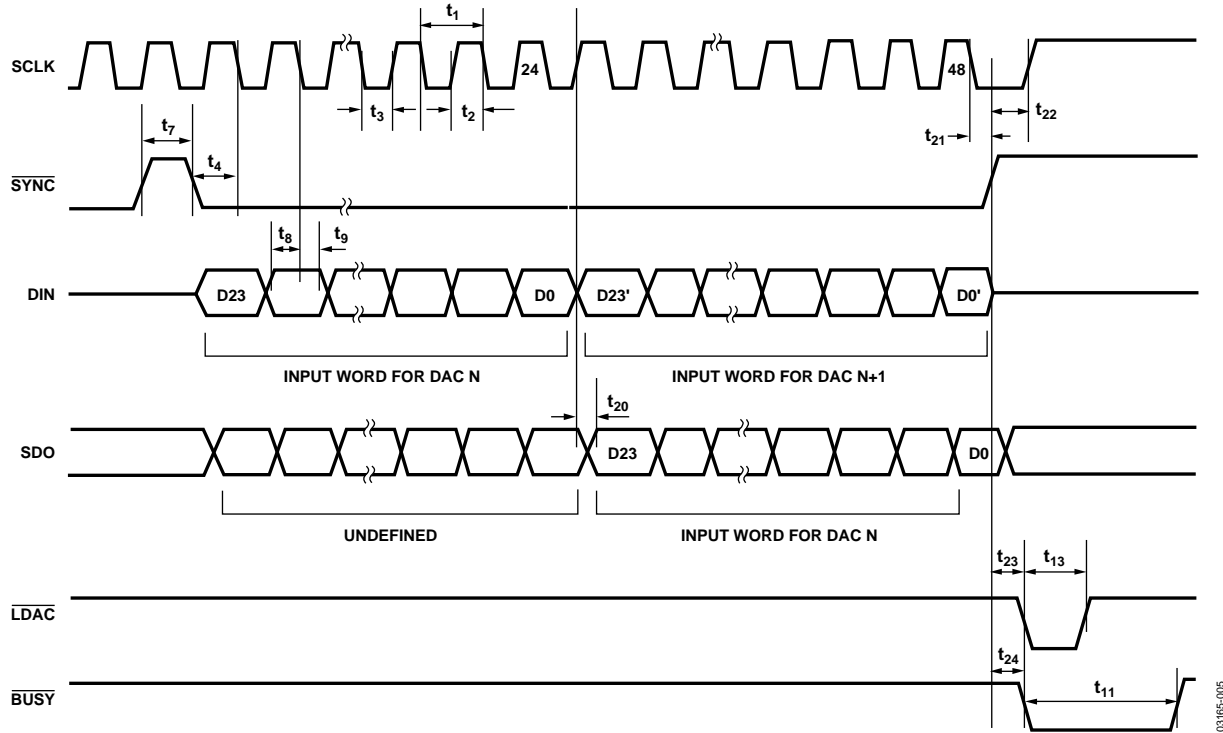 t1
SCLK
24
48
t3
t2
t22
t7
t21
t4
SYNC
t8
t9
DIN
D23
D0
D23'
D0'
INPUT WORD FOR DAC N
INPUT WORD FOR DAC N+1
t20
SDO
D23
D0
UNDEFINED
INPUT WORD FOR DAC N
t23
t13
LDAC
t24
BUSY
t11
03165-005